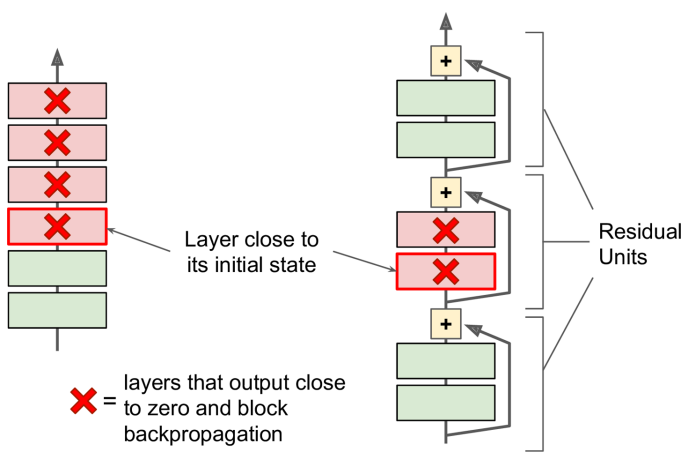 +
+
+
Layer close to
its initial state
Residual
Units
= layers that output close
to zero and block
backpropagation